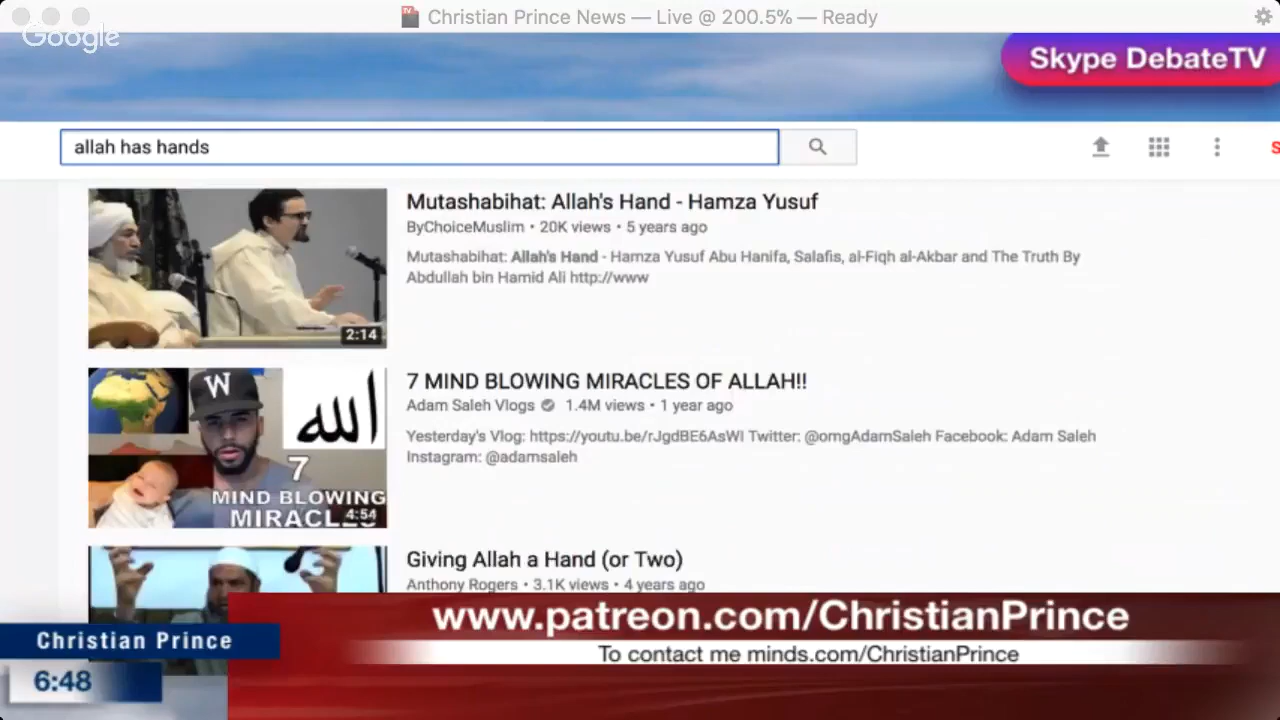 Christian Prince News — Live @ 200.5% — Ready
Google
Skype DebateTV
allah has hands
Mutashabihat: Allah's Hand - Hamza Yusuf
ByChoiceMuslim • 20K views • 5 years ago
Mutashabihat: Allah's Hand - Hamza Yusuf Abu Hanifa, Salafis, al-Fiqh al-Akbar and The Truth By
Abdullah bin Hamid Ali http://www
2:14
7 MIND BLOWING MIRACLES OF ALLAH!!
Adam Saleh Vlogs 1.4M views • 1 year ago
Yesterday's Vlog: https://youtu.be/rJgdBE6AsWI Twitter: @omgAdamSaleh Facebook: Adam Saleh
Instagram: @adamsaleh
W
الله
7
MIND BLOWING
MIRACLES
4:54
Giving Allah a Hand (or Two)
Anthony Rogers • 3.1K views • 4 years ago
www.patreon.com/ChristianPrince
To contact me minds.com/ChristianPrince
Christian Prince
6:48